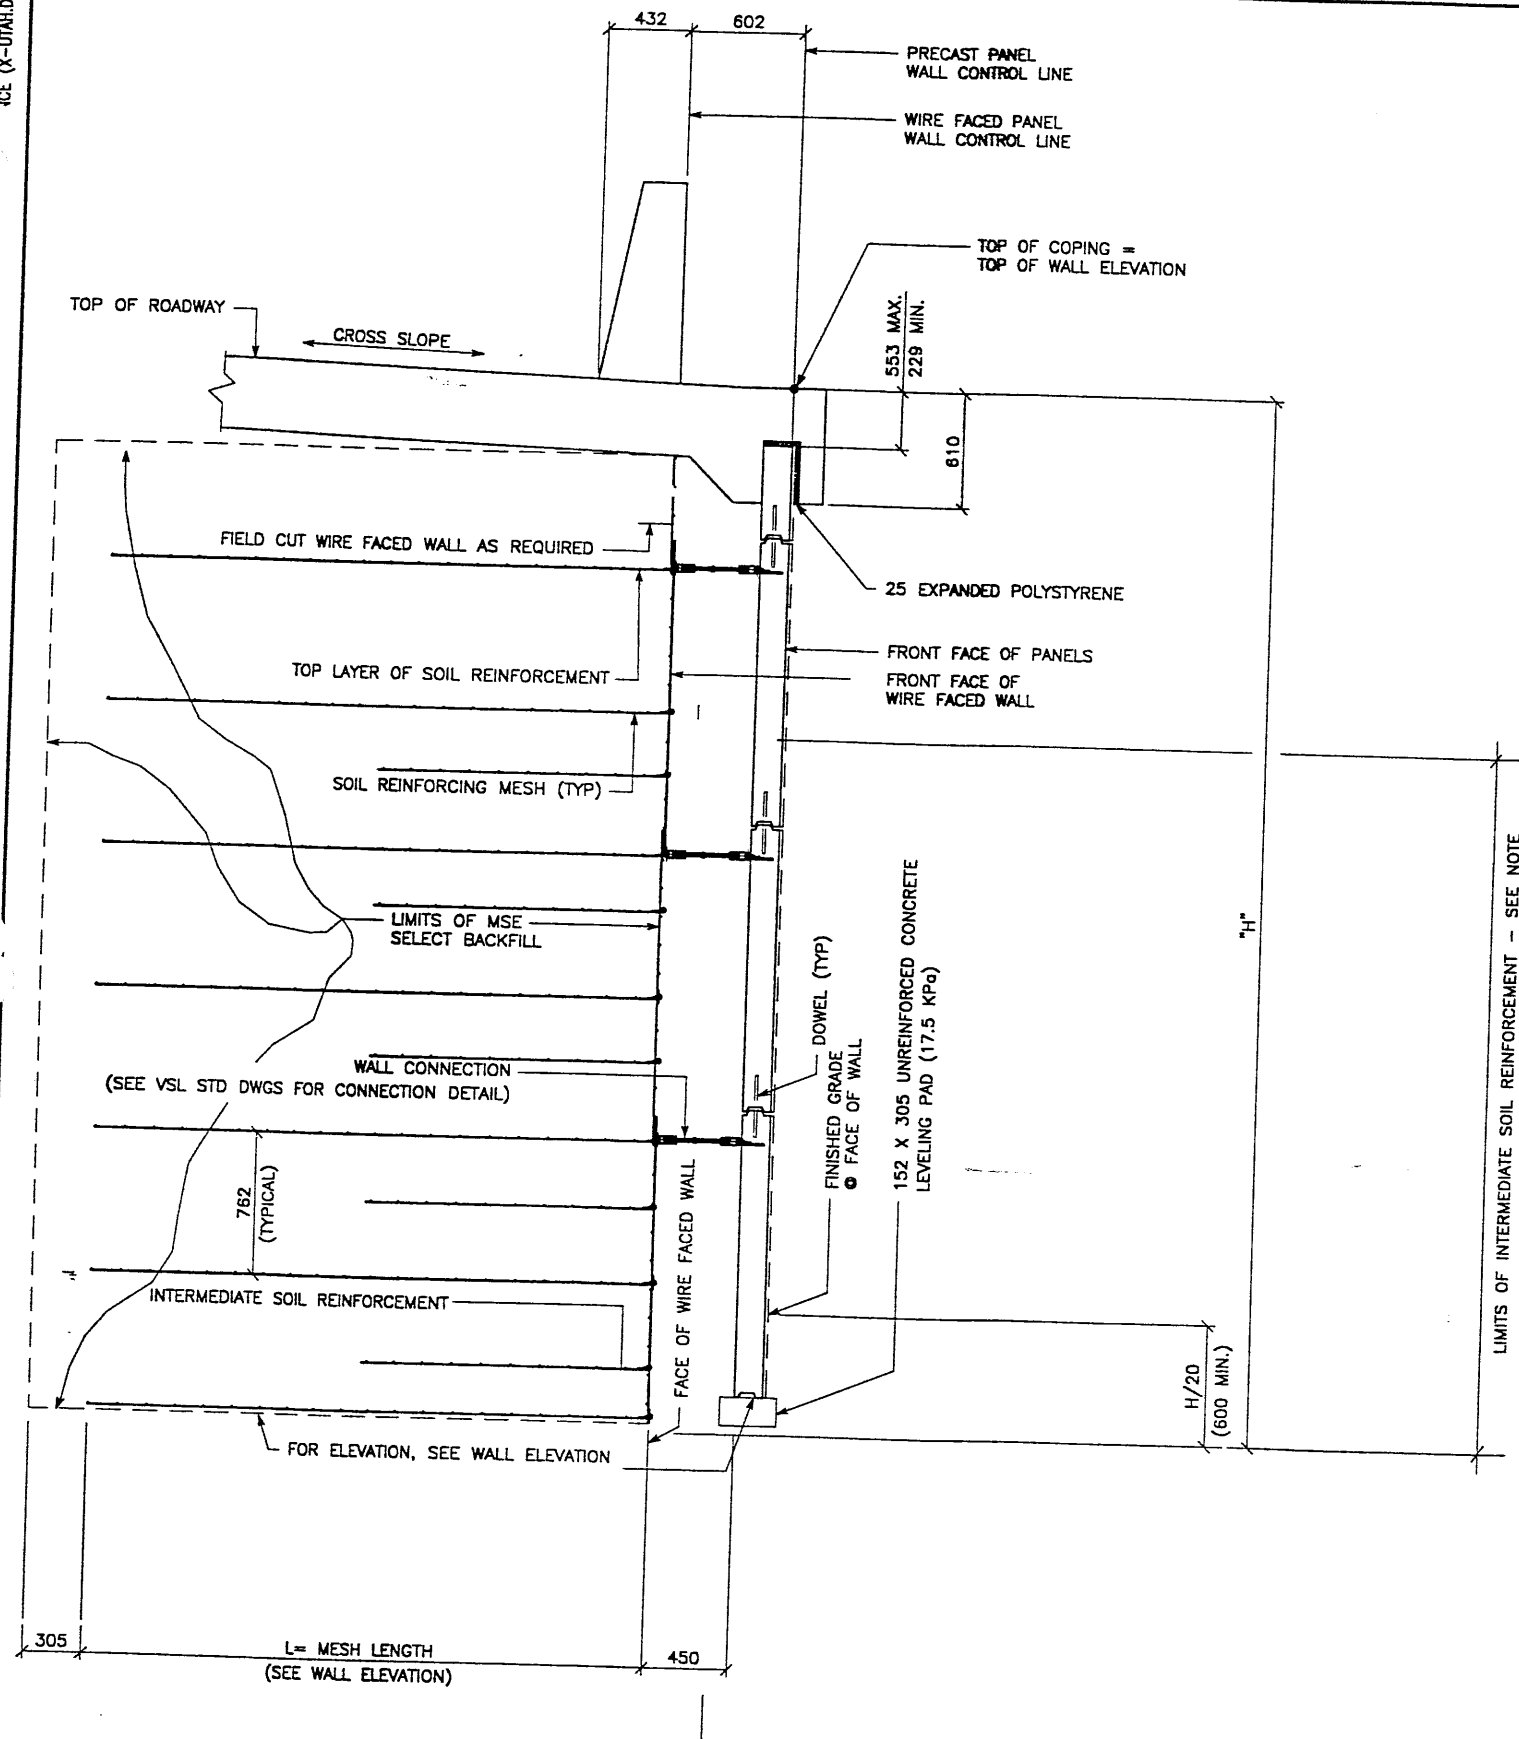 432
602
PRECAST PANEL
WALL CONTROL LINE
WIRE FACED PANEL
WALL CONTROL LINE
TOP OF COPING =
TOP OF WALL ELEVATION
TOP OF ROADWAY
CROSS SLOPE
553 MAX.
229 MIN.
610
FIELD CUT WIRE FACED WALL AS REQUIRED
25 EXPANDED POLYSTYRENE
TOP LAYER OF SOIL REINFORCEMENT
FRONT FACE OF PANELS
FRONT FACE OF
WIRE FACED WALL
SOIL REINFORCING MESH (TYP)
LIMITS OF MSE
SELECT BACKFILL
"H"
WALL CONNECTION
(SEE VSL STD DWGS FOR CONNECTION DETAIL)
DOWEL (TYP)
FINISHED GRADE
@ FACE OF WALL
152 X 305 UNREINFORCED CONCRETE
LEVELING PAD (17.5 KPa)
LIMITS OF INTERMEDIATE SOIL REINFORCEMENT - SEE NOTE
762
(TYPICAL)
FACE OF WIRE FACED WALL
INTERMEDIATE SOIL REINFORCEMENT
H/20
(600 MIN.)
FOR ELEVATION, SEE WALL ELEVATION
305
L= MESH LENGTH
(SEE WALL ELEVATION)
450